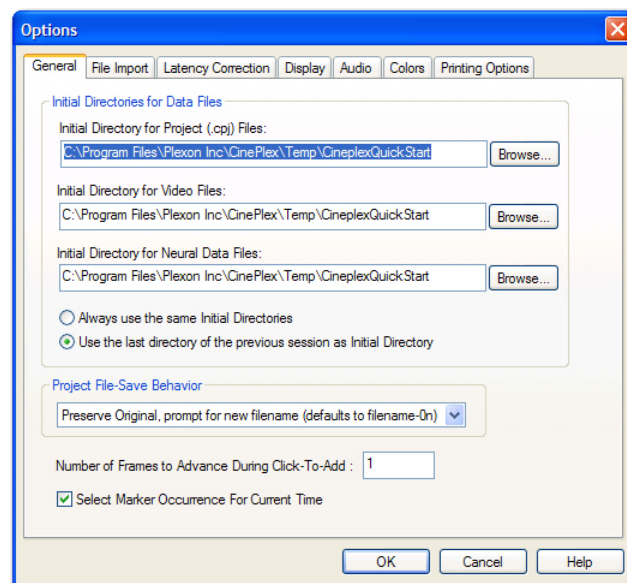 Options
General File Import Latency Correction Display Audio Colors Printing Options
Initial Directories for Data Files
Initial Directory for Project (.cpj) Files:
C:\Program Files\Plexon Inc\CinePlex\Temp\CineplexQuickStart Browse...
Initial Directory for Video Files:
C:\Program Files\Plexon Inc\CinePlex\Temp\CineplexQuickStart Browse...
Initial Directory for Neural Data Files:
C:\Program Files\Plexon Inc\CinePlex\Temp\CineplexQuickStart Browse...
Always use the same Initial Directories
Use the last directory of the previous session as Initial Directory
Project File-Save Behavior
Preserve Original, prompt for new filename (defaults to filename-0n)
Number of Frames to Advance During Click-To-Add : 1
Select Marker Occurrence For Current Time
OK Cancel Help